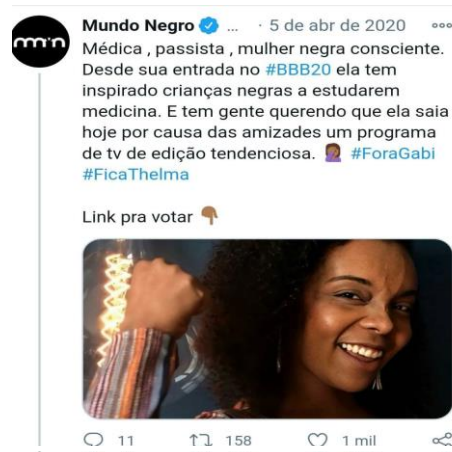 Mundo Negro ... · 5 de abr de 2020
Médica , passista , mulher negra consciente.
Desde sua entrada no #BBB20 ela tem
inspirado crianças negras a estudarem
medicina. E tem gente querendo que ela saia
hoje por causa das amizades um programa
de tv de edição tendenciosa. 🤦🏾‍♀️ #ForaGabi
#FicaThelma
Link pra votar 👇🏾
11 158 1 mil